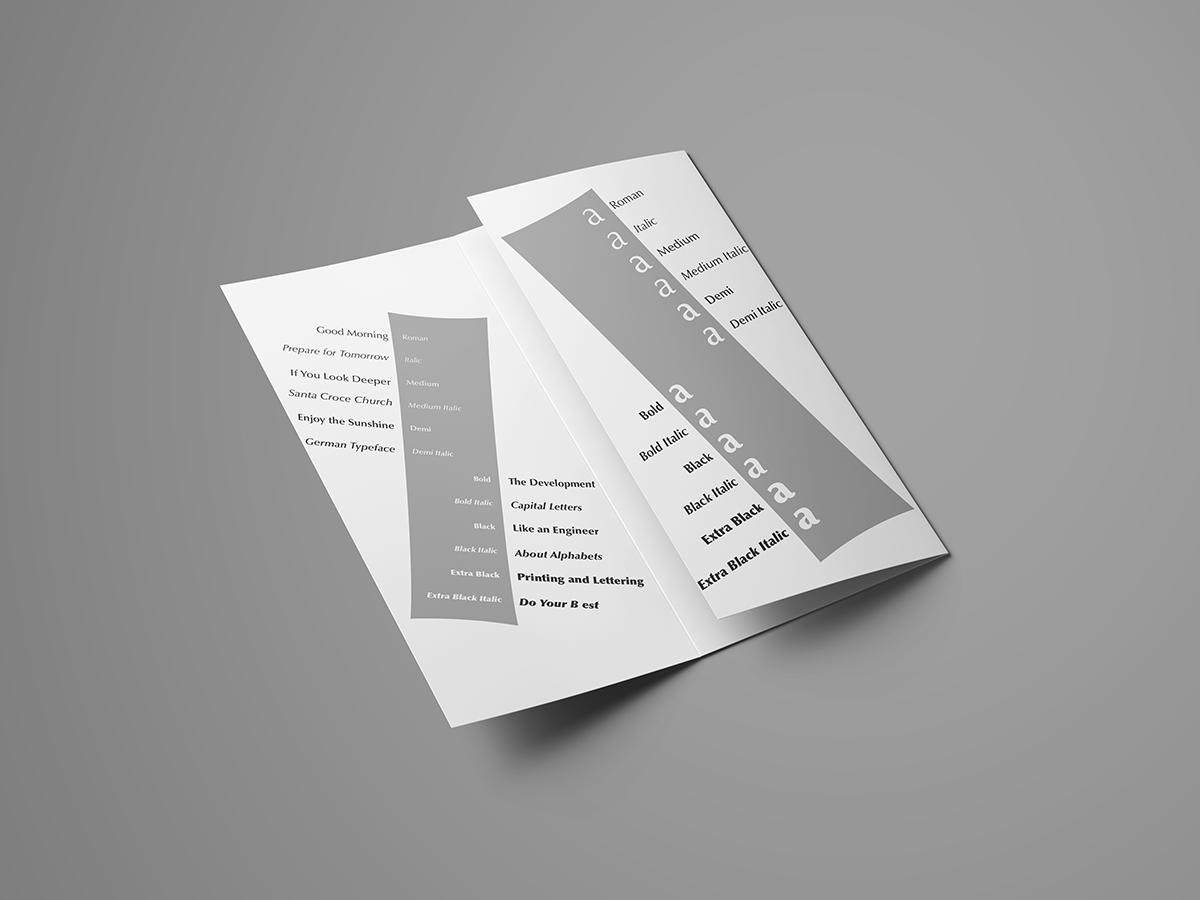 Good Morning Roman
Prepare for Tomorrow Italic
If You Look Deeper Medium
Santa Croce Church Medium Italic
Enjoy the Sunshine Demi
German Typeface Demi Italic
Bold The Development
Bold Italic Capital Letters
Black Like an Engineer
Black Italic About Alphabets
Extra Black Printing and Lettering
Extra Black Italic Do Your B est
a Roman
a Italic
a Medium
a Medium Italic
a Demi
a Demi Italic
Bold a
Bold Italic a
Black a
Black Italic a
Extra Black a
Extra Black Italic a